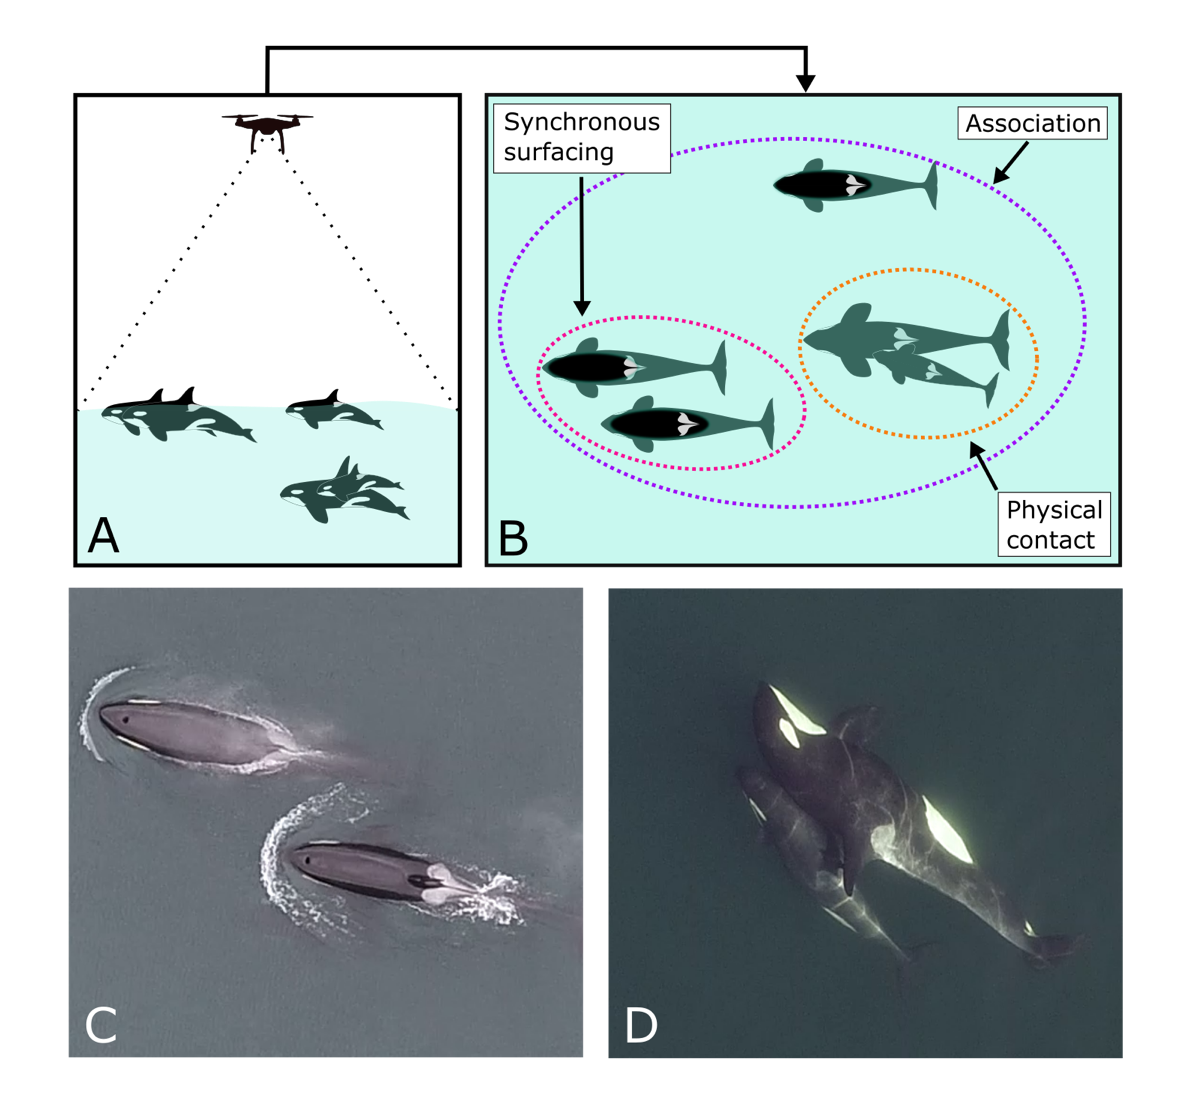 Synchronous
surfacing
Association
Physical
contact
A
B
C
D